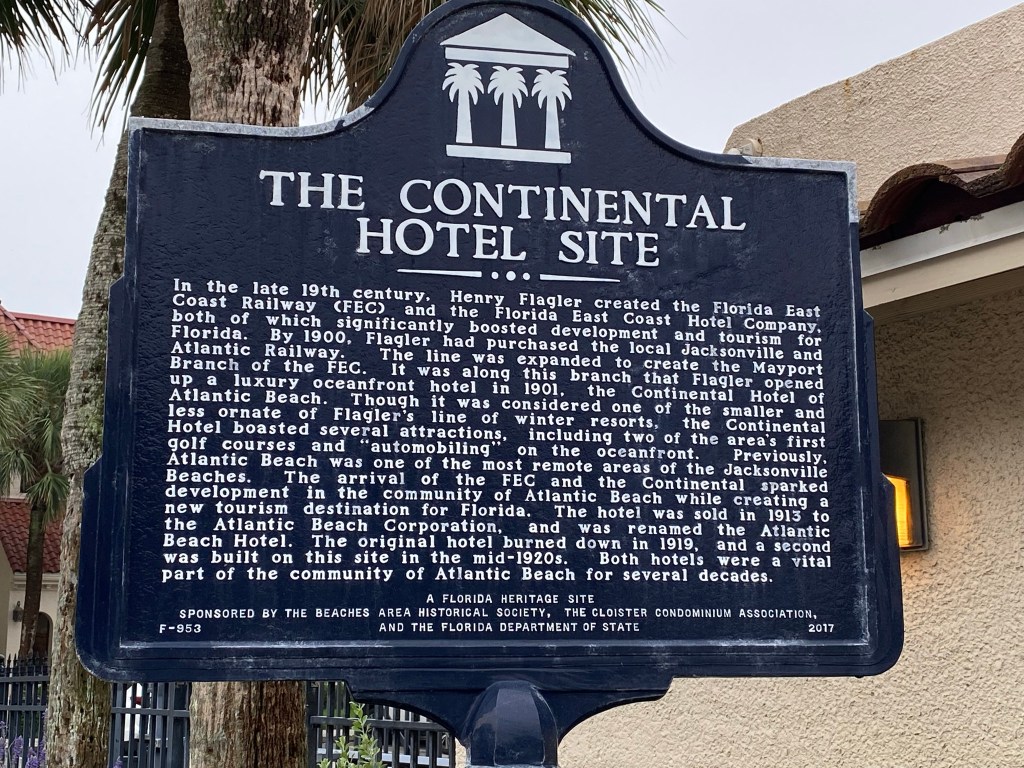 THE CONTINENTAL
HOTEL SITE
In the late 19th century, Henry Flagler created the Florida East
Coast Railway (FEC) and the Florida East Coast Hotel Company,
both of which significantly boosted development and tourism for
Florida. By 1900, Flagler had purchased the local Jacksonville and
Atlantic Railway. The line was expanded to create the Mayport
Branch of the FEC. It was along this branch that Flagler opened
up a luxury oceanfront hotel in 1901, the Continental Hotel of
Atlantic Beach. Though it was considered one of the smaller and
less ornate of Flagler's line of winter resorts, the Continental
Hotel boasted several attractions, including two of the area's first
golf courses and "automobiling" on the oceanfront. Previously,
Atlantic Beach was one of the most remote areas of the Jacksonville
Beaches. The arrival of the FEC and the Continental sparked
development in the community of Atlantic Beach while creating a
new tourism destination for Florida. The hotel was sold in 1913 to
the Atlantic Beach Corporation, and was renamed the Atlantic
Beach Hotel. The original hotel burned down in 1919, and a second
was built on this site in the mid-1920s. Both hotels were a vital
part of the community of Atlantic Beach for several decades.
A FLORIDA HERITAGE SITE
SPONSORED BY THE BEACHES AREA HISTORICAL SOCIETY, THE CLOISTER CONDOMINIUM ASSOCIATION,
F-953 AND THE FLORIDA DEPARTMENT OF STATE 2017